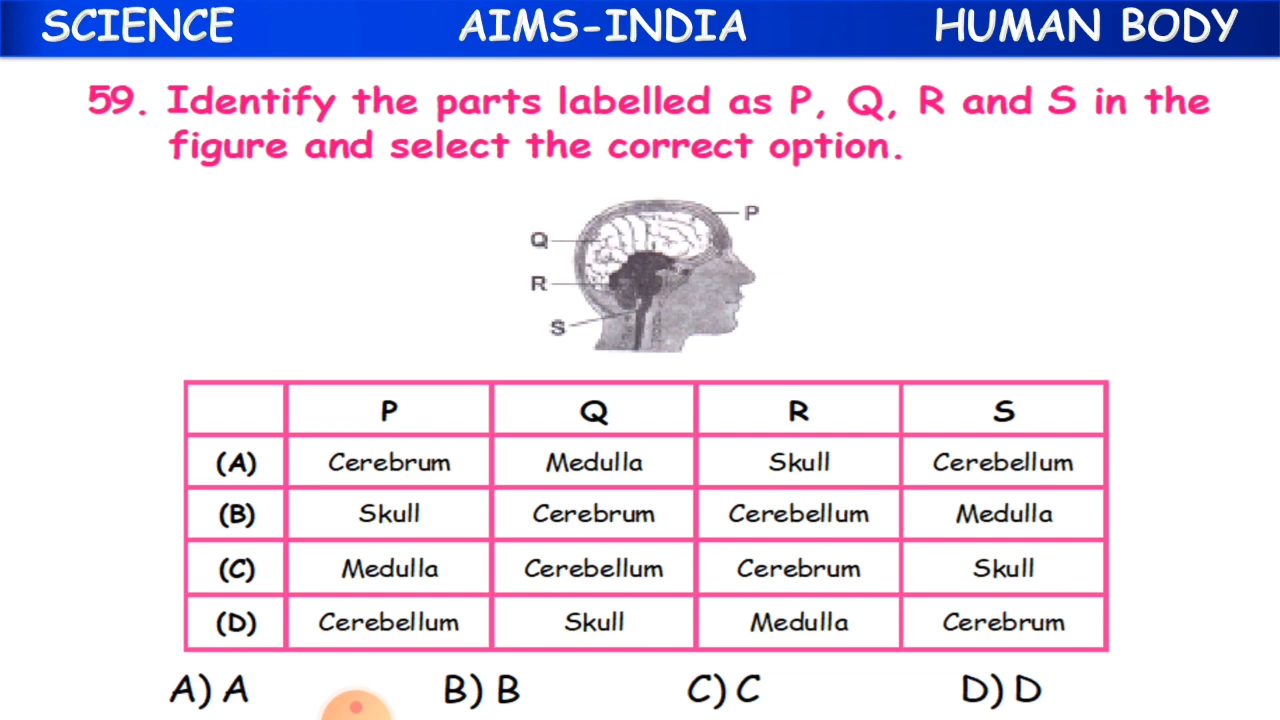 SCIENCE AIMS-INDIA HUMAN BODY
59. Identify the parts labelled as P, Q, R and S in the
figure and select the correct option.
P
Q
R
S
P Q R S
(A) Cerebrum Medulla Skull Cerebellum
(B) Skull Cerebrum Cerebellum Medulla
(C) Medulla Cerebellum Cerebrum Skull
(D) Cerebellum Skull Medulla Cerebrum
A) A B) B C) C D) D